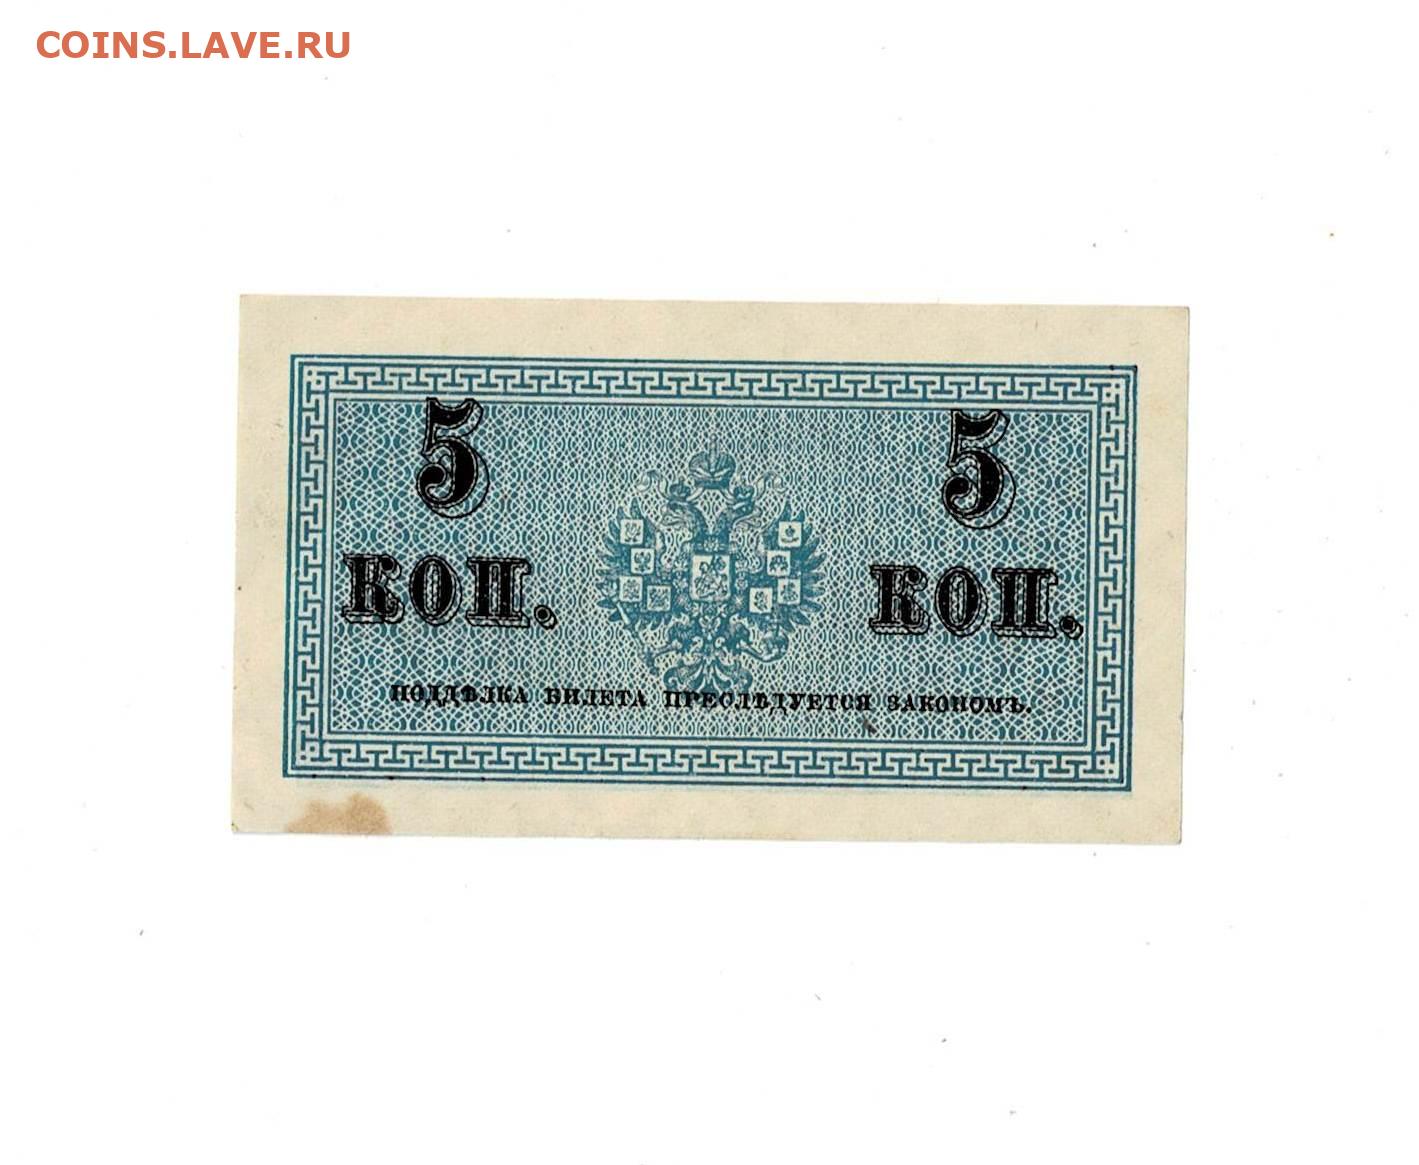 COINS.LAVE.RU
5 5
КОП. КОП.
ПОДДѢЛКА БИЛЕТА ПРЕСЛѢДУЕТСЯ ЗАКОНОМЪ.